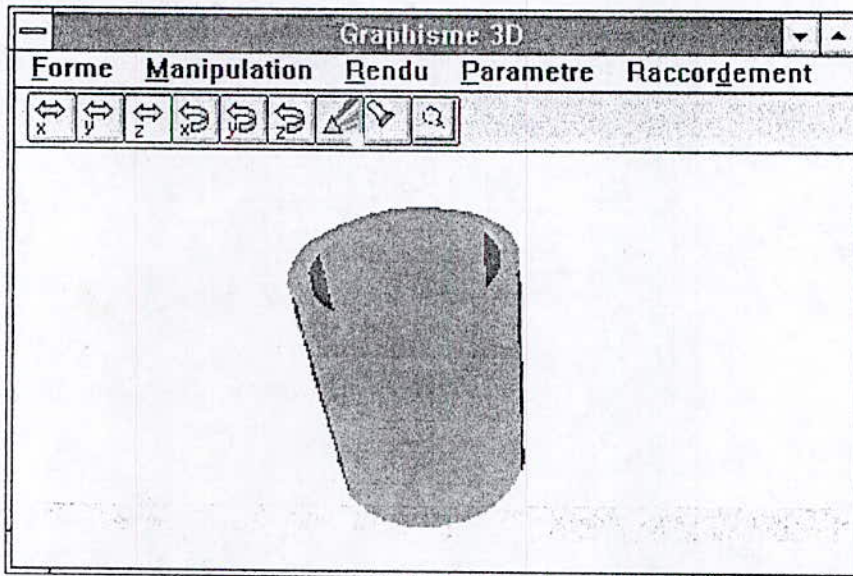 Graphisme 3D
Forme Manipulation Rendu Parametre Raccordement
x y z x y z